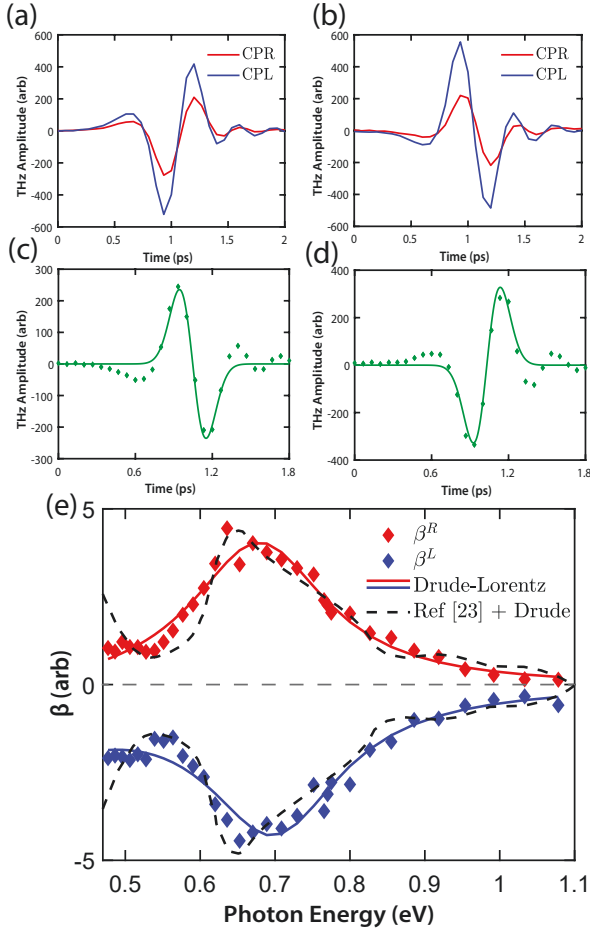 (a)
THz Amplitude (arb)
600
400
200
0
-200
-400
-600
CPR
CPL
0
0.5
1
1.5
2
Time (ps)
(b)
THz Amplitude (arb)
600
400
200
0
-200
-400
-600
CPR
CPL
0
0.5
1
1.5
2
Time (ps)
(c)
THz Amplitude (arb)
300
200
100
0
-100
-200
-300
0
0.6
1.2
1.8
Time (ps)
(d)
THz Amplitude (arb)
400
200
0
-200
-400
0
0.6
1.2
1.8
Time (ps)
(e)
β (arb)
5
0
-5
β^R
β^L
Drude-Lorentz
Ref [23] + Drude
0.5
0.6
0.7
0.8
0.9
1
1.1
Photon Energy (eV)